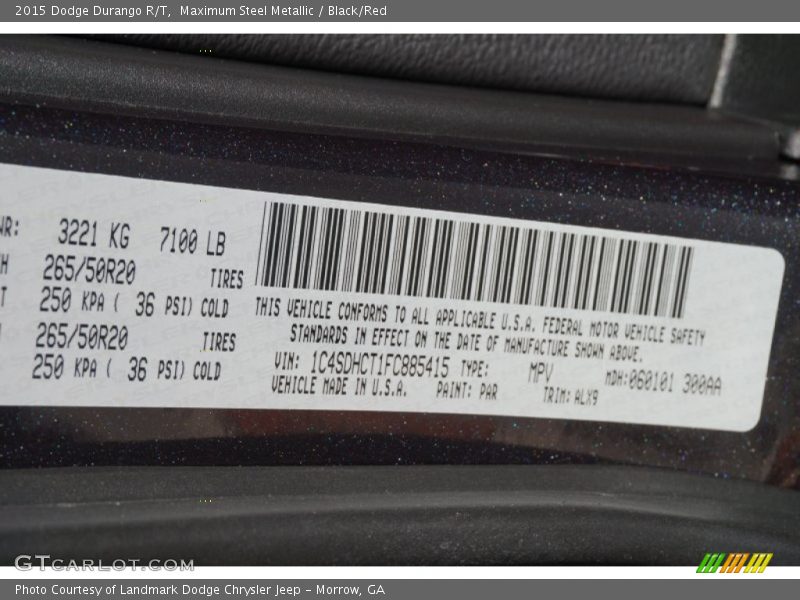 2015 Dodge Durango R/T, Maximum Steel Metallic / Black/Red
WR: 3221 KG 7100 LB
265/50R20 TIRES
250 KPA ( 36 PSI) COLD
265/50R20 TIRES
250 KPA ( 36 PSI) COLD
THIS VEHICLE CONFORMS TO ALL APPLICABLE U.S.A. FEDERAL MOTOR VEHICLE SAFETY
STANDARDS IN EFFECT ON THE DATE OF MANUFACTURE SHOWN ABOVE.
VIN: 1C4SDHCT1FC885415 TYPE: MPV MDH:060101 300AA
VEHICLE MADE IN U.S.A. PAINT: PAR TRIM: ALX9
GTCARLOT.COM
Photo Courtesy of Landmark Dodge Chrysler Jeep - Morrow, GA